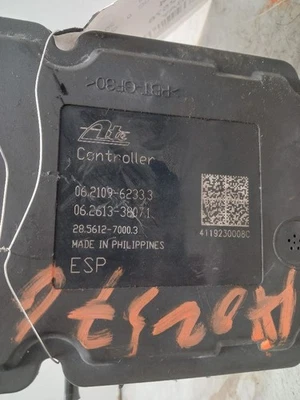 >PBT-GF30<
Ate
Controller
06.2109-6233.3
06.2613-3807.1
28.5612-7000.3
MADE IN PHILIPPINES
4119230008C
ESP